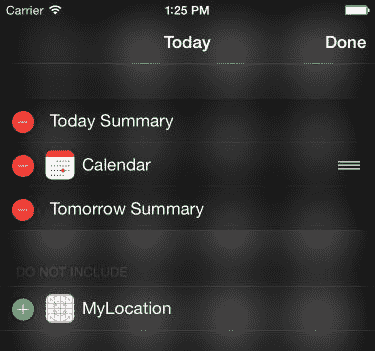 Carrier 1:25 PM
Today Done
Today Summary
Calendar
Tomorrow Summary
DO NOT INCLUDE
MyLocation